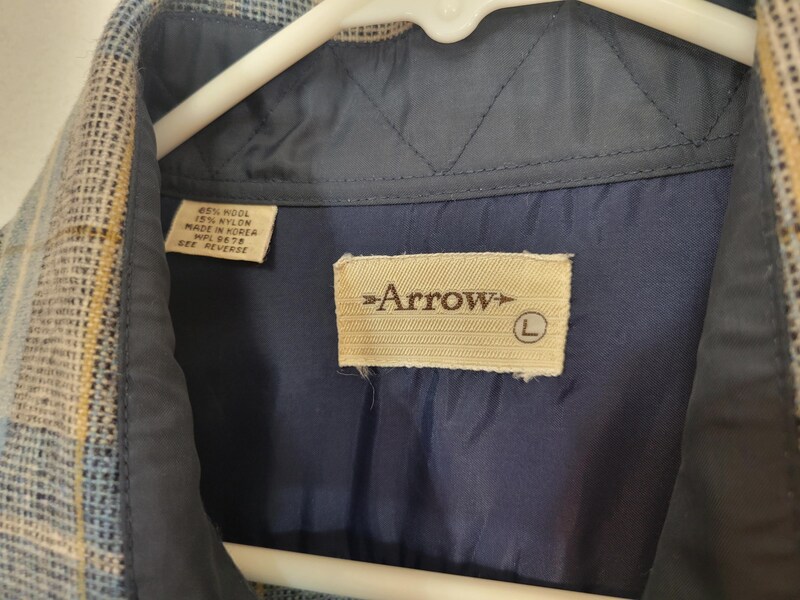 85% WOOL
15% NYLON
MADE IN KOREA
WPL 9678
SEE REVERSE
Arrow
L